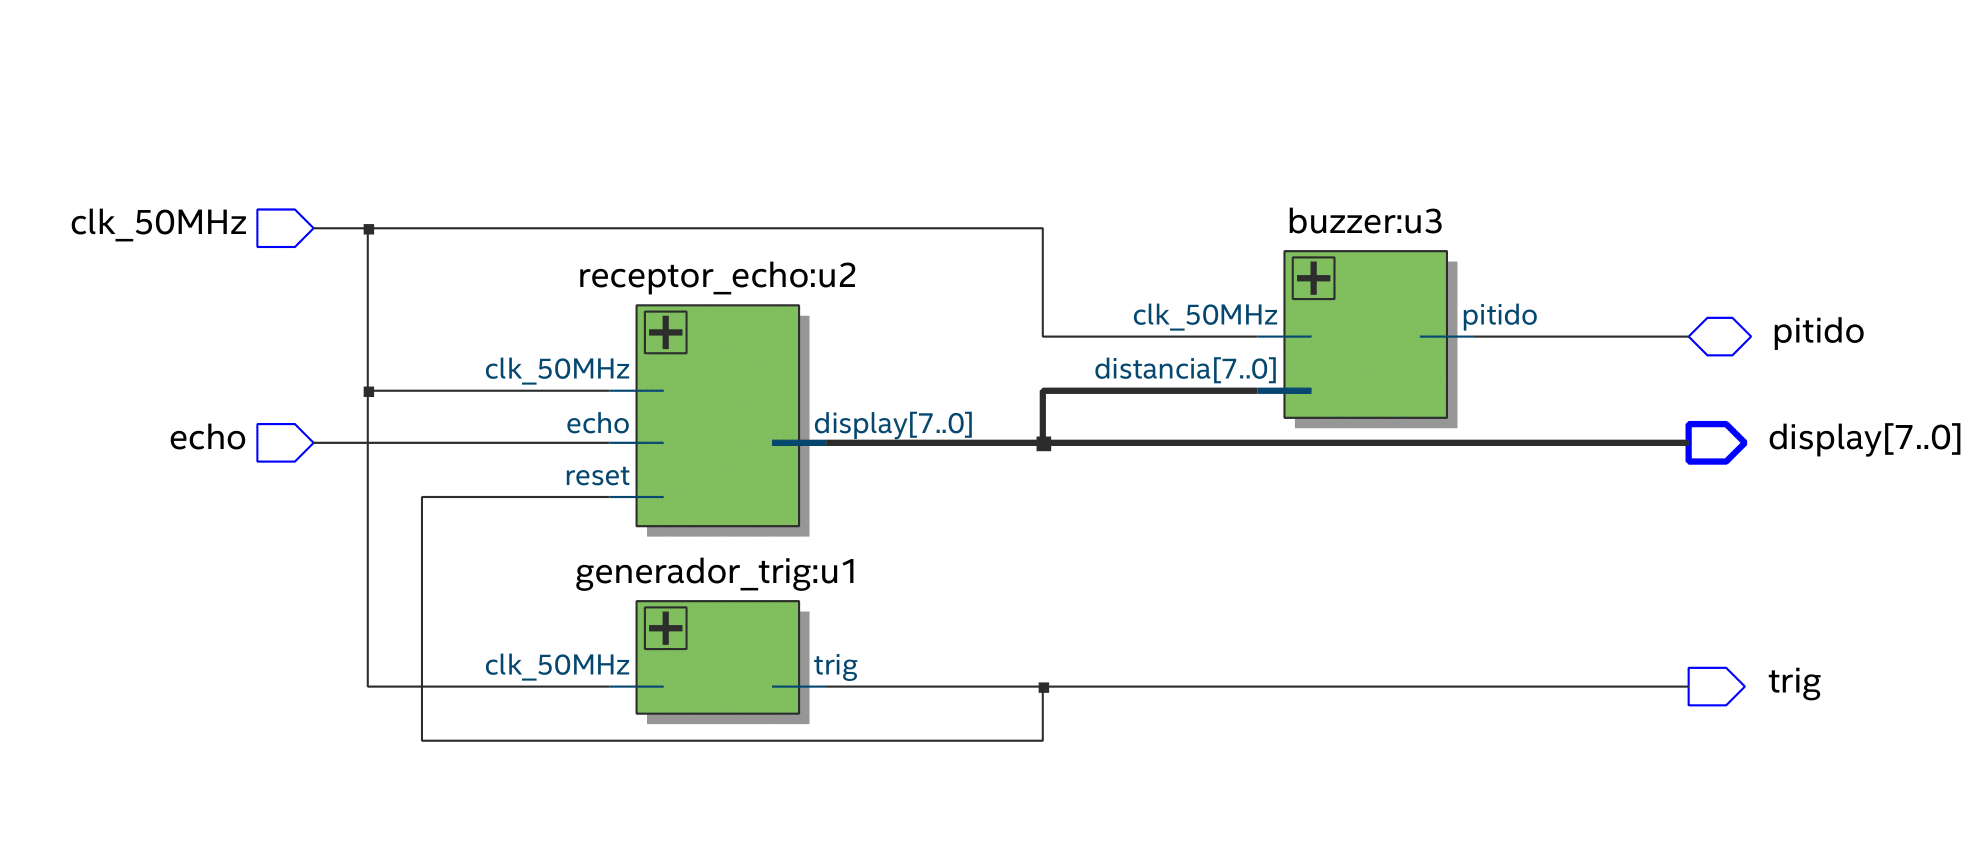 clk_50MHz
buzzer:u3
receptor_echo:u2
clk_50MHz
pitido
pitido
clk_50MHz
distancia[7..0]
echo
echo
display[7..0]
display[7..0]
reset
generador_trig:u1
clk_50MHz
trig
trig